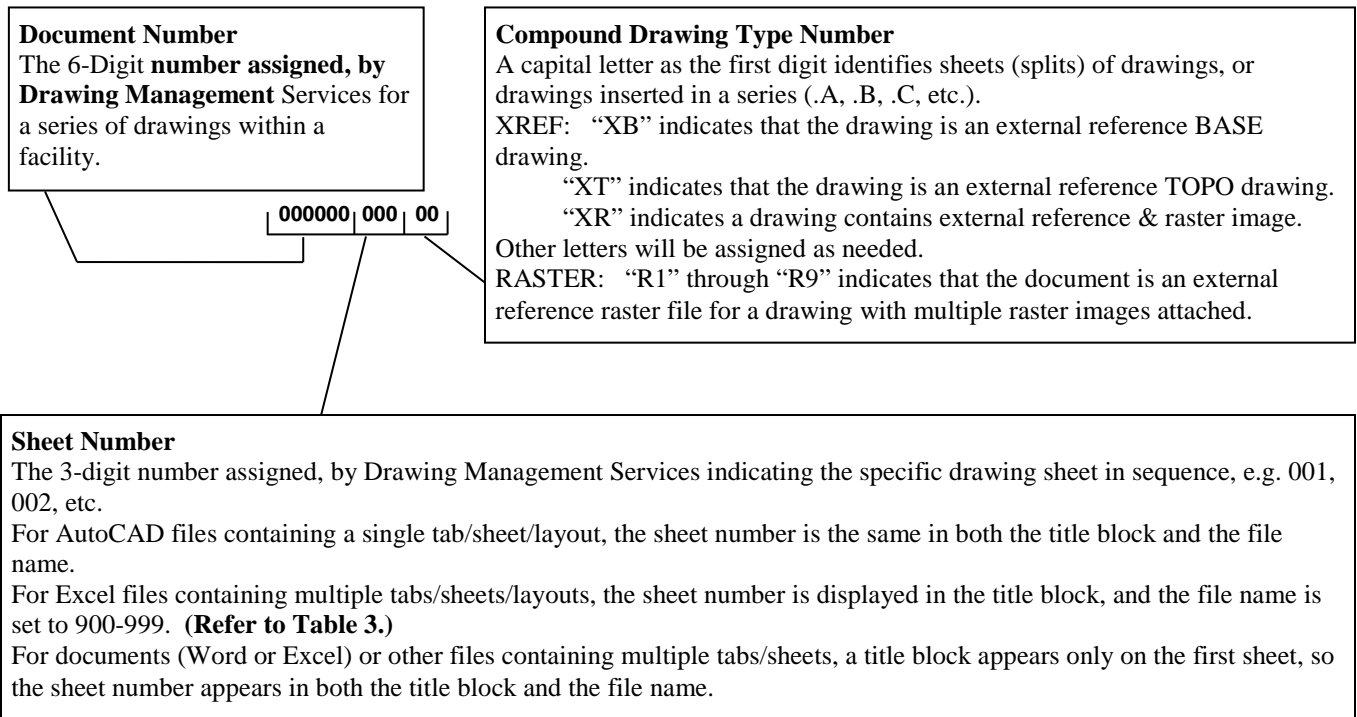 Document Number
The 6-Digit number assigned, by
Drawing Management Services for
a series of drawings within a
facility.
Compound Drawing Type Number
A capital letter as the first digit identifies sheets (splits) of drawings, or
drawings inserted in a series (.A, .B, .C, etc.).
XREF: "XB" indicates that the drawing is an external reference BASE
drawing.
"XT" indicates that the drawing is an external reference TOPO drawing.
"XR" indicates a drawing contains external reference & raster image.
Other letters will be assigned as needed.
RASTER: "R1" through "R9" indicates that the document is an external
reference raster file for a drawing with multiple raster images attached.
000000 000 00
Sheet Number
The 3-digit number assigned, by Drawing Management Services indicating the specific drawing sheet in sequence, e.g. 001,
002, etc.
For AutoCAD files containing a single tab/sheet/layout, the sheet number is the same in both the title block and the file
name.
For Excel files containing multiple tabs/sheets/layouts, the sheet number is displayed in the title block, and the file name is
set to 900-999. (Refer to Table 3.)
For documents (Word or Excel) or other files containing multiple tabs/sheets, a title block appears only on the first sheet, so
the sheet number appears in both the title block and the file name.